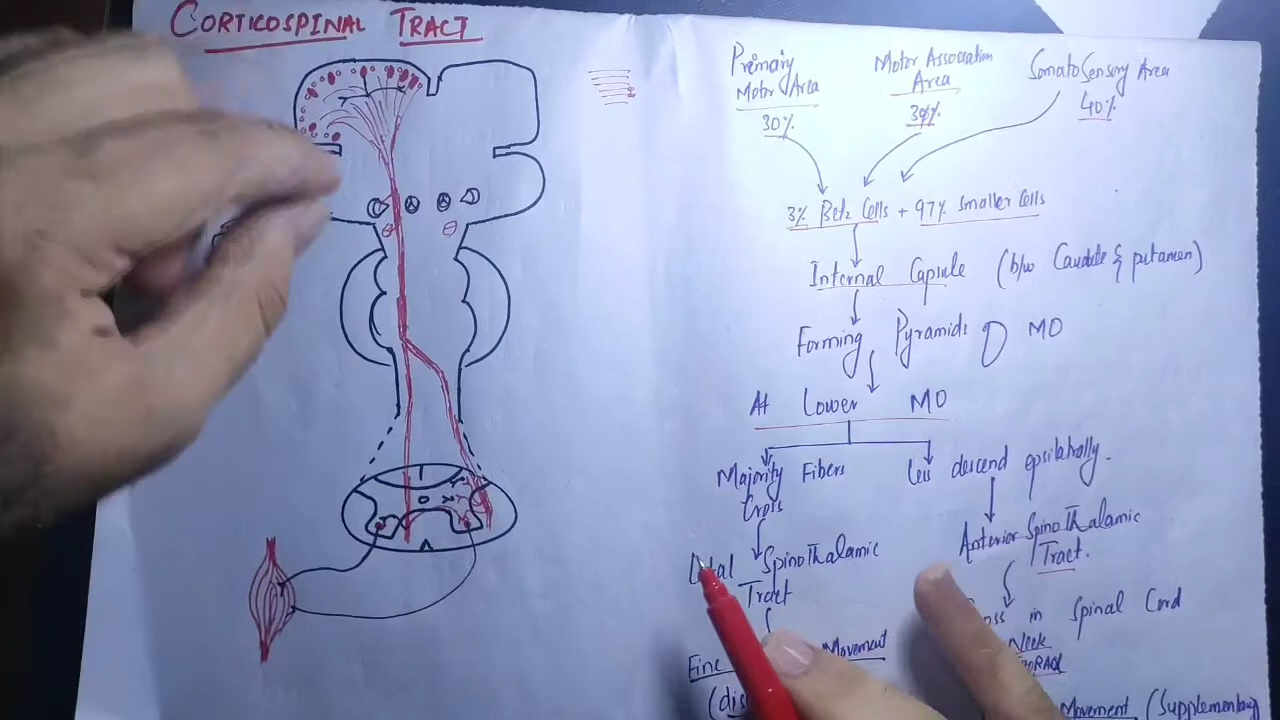 CORTICOSPINAL TRACT
Primary
Motor Area
30%
Motor Association
Area
30%
SomatoSensory Area
40%
3% Betz Cells + 97% Smaller Cells
Internal Capsule (b/w Caudate & putamen)
Forming Pyramids of MO
At Lower MO
Majority Fibers
Cross
Less descend epsilatrally.
SpinoThalamic
Tract
Anterior SpinoThalamic
Tract.
in Spinal Cord
Neck
Fine Movement
Movement (Supplementary